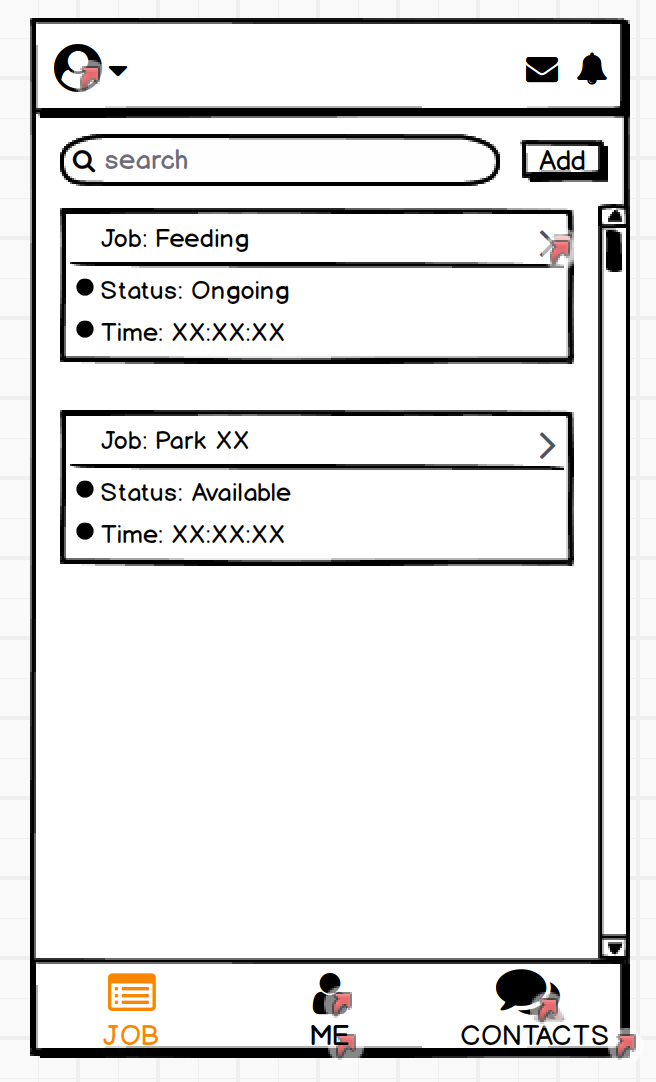 search
Add
Job: Feeding
Status: Ongoing
Time: XX:XX:XX
Job: Park XX
Status: Available
Time: XX:XX:XX
JOB
ME
CONTACTS